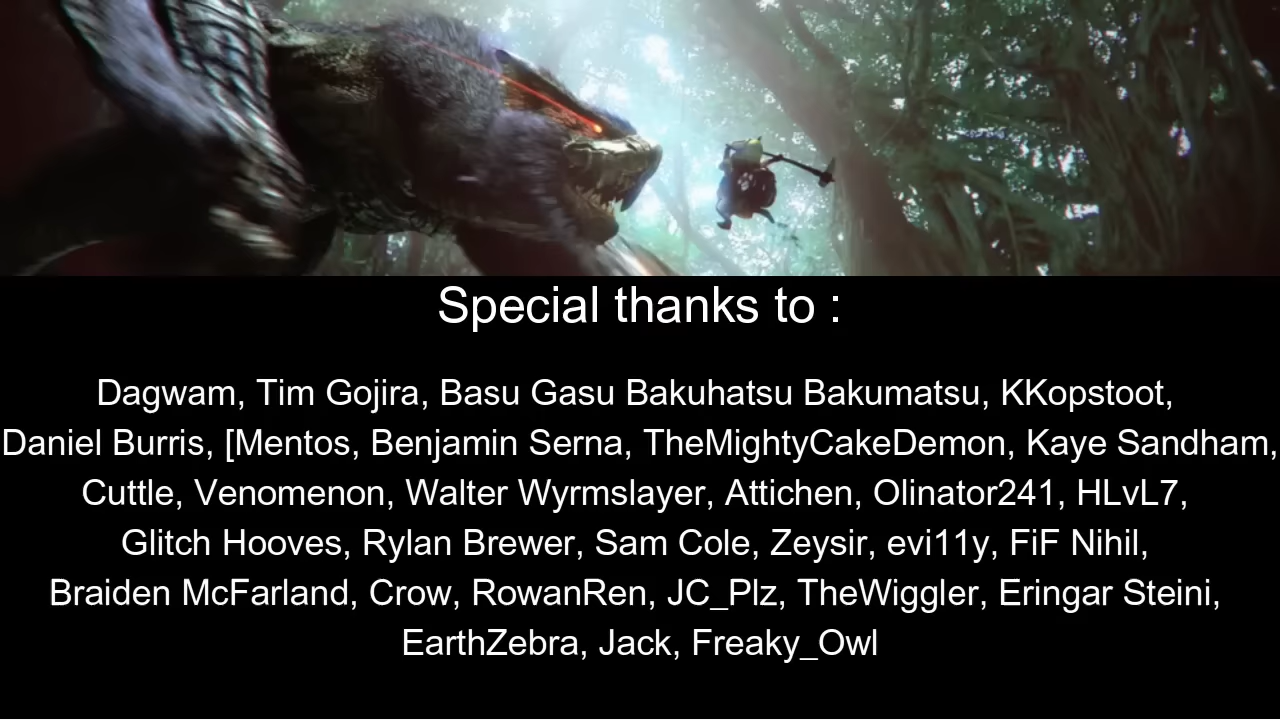 Special thanks to :
Dagwam, Tim Gojira, Basu Gasu Bakuhatsu Bakumatsu, KKopstoot,
Daniel Burris, [Mentos, Benjamin Serna, TheMightyCakeDemon, Kaye Sandham,
Cuttle, Venomenon, Walter Wyrmslayer, Attichen, Olinator241, HLvL7,
Glitch Hooves, Rylan Brewer, Sam Cole, Zeysir, evi11y, FiF Nihil,
Braiden McFarland, Crow, RowanRen, JC_Plz, TheWiggler, Eringar Steini,
EarthZebra, Jack, Freaky_Owl